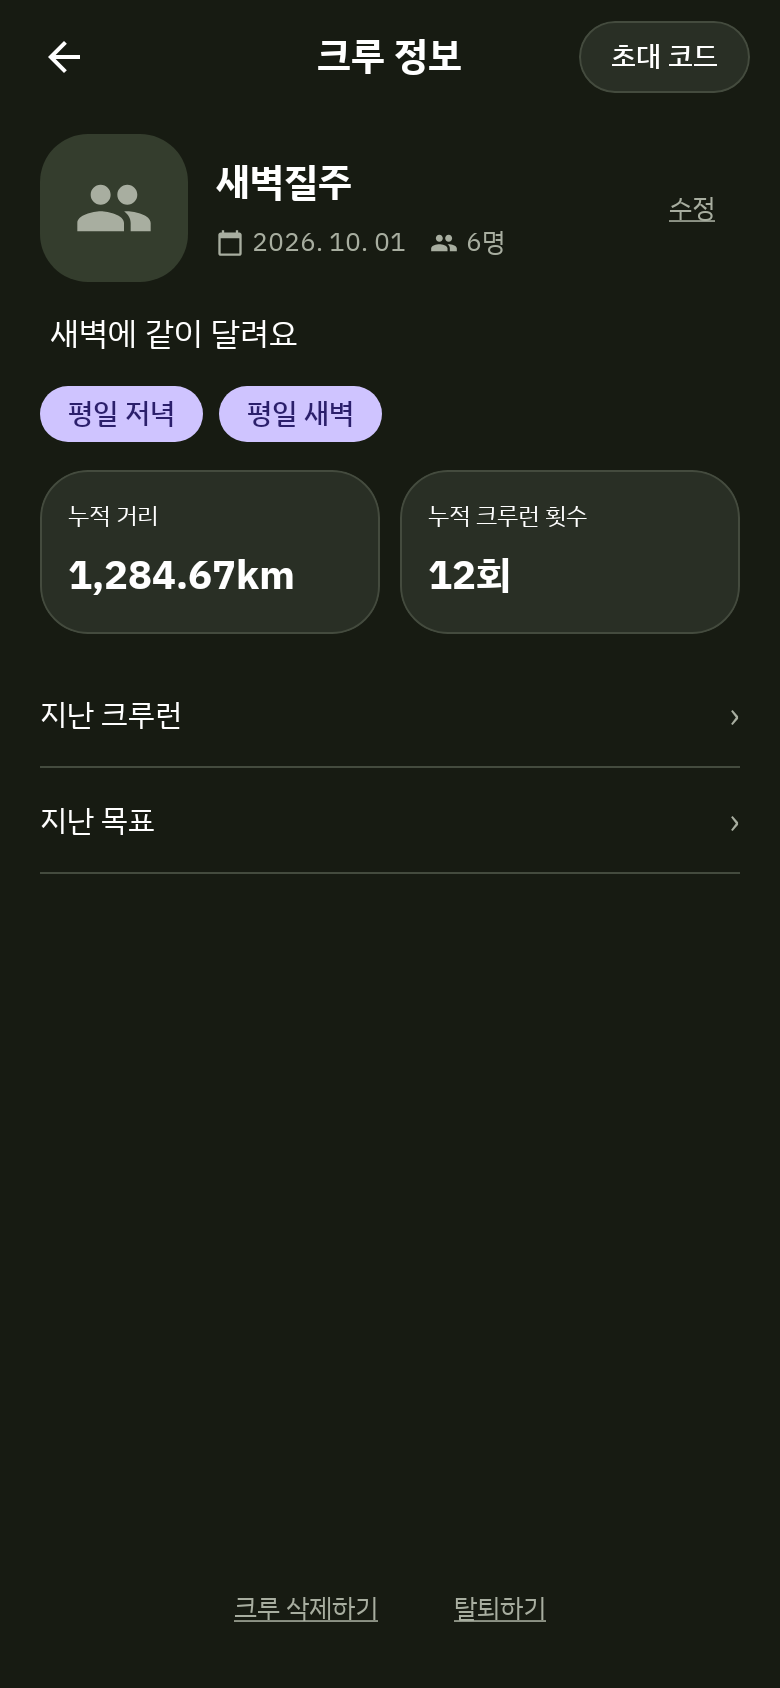 크루 정보
초대 코드
새벽질주
수정
2026. 10. 01 6명
새벽에 같이 달려요
평일 저녁 평일 새벽
누적 거리
1,284.67km
누적 크루런 횟수
12회
지난 크루런
지난 목표
크루 삭제하기 탈퇴하기